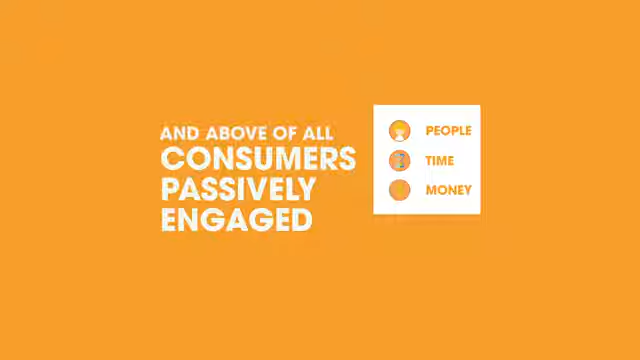 AND ABOVE OF ALL
CONSUMERS
PASSIVELY
ENGAGED
PEOPLE
TIME
MONEY